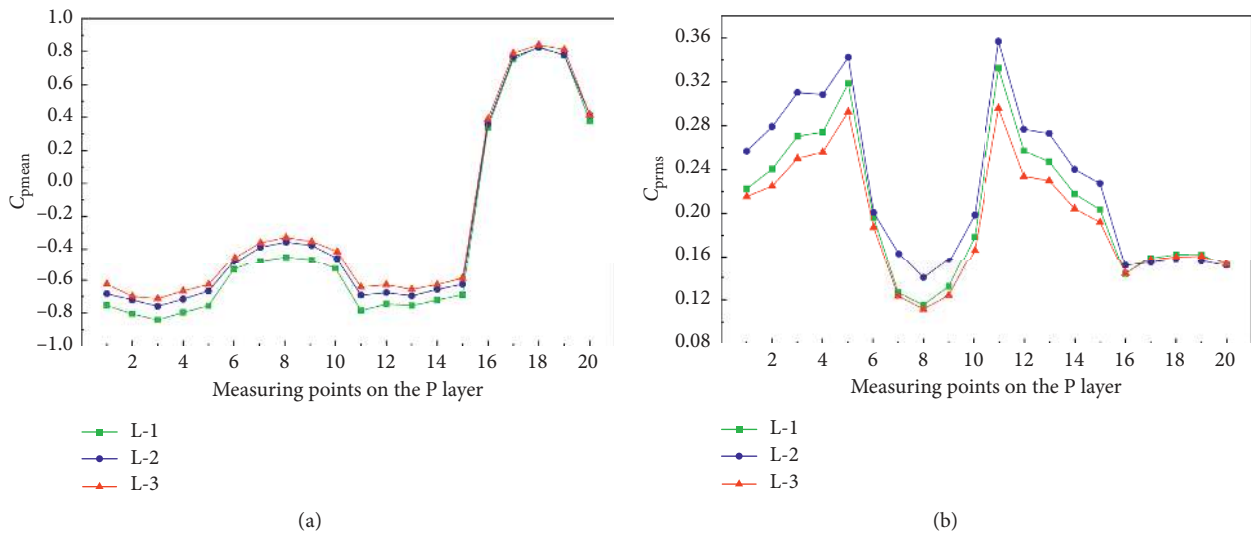 1.0
0.8
0.6
0.4
0.2
0.0
−0.2
−0.4
−0.6
−0.8
−1.0
C_pmean
2 4 6 8 10 12 14 16 18 20
Measuring points on the P layer
L-1
L-2
L-3
(a)
0.36
0.32
0.28
0.24
0.20
0.16
0.12
0.08
C_prms
2 4 6 8 10 12 14 16 18 20
Measuring points on the P layer
L-1
L-2
L-3
(b)